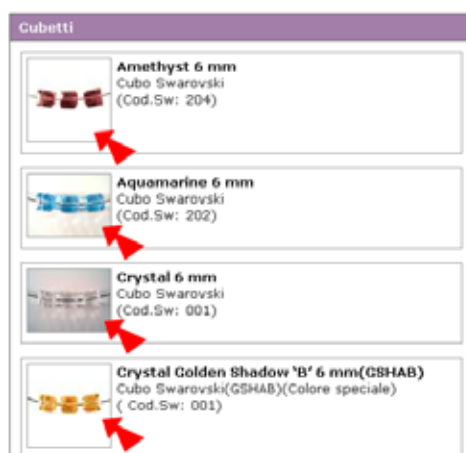 Cubetti
Amethyst 6 mm
Cubo Swarovski
(Cod.Sw: 204)
Aquamarine 6 mm
Cubo Swarovski
(Cod.Sw: 202)
Crystal 6 mm
Cubo Swarovski
(Cod.Sw: 001)
Crystal Golden Shadow 'B' 6 mm(GSHAB)
Cubo Swarovski(GSHAB)(Colore speciale)
( Cod.Sw: 001)